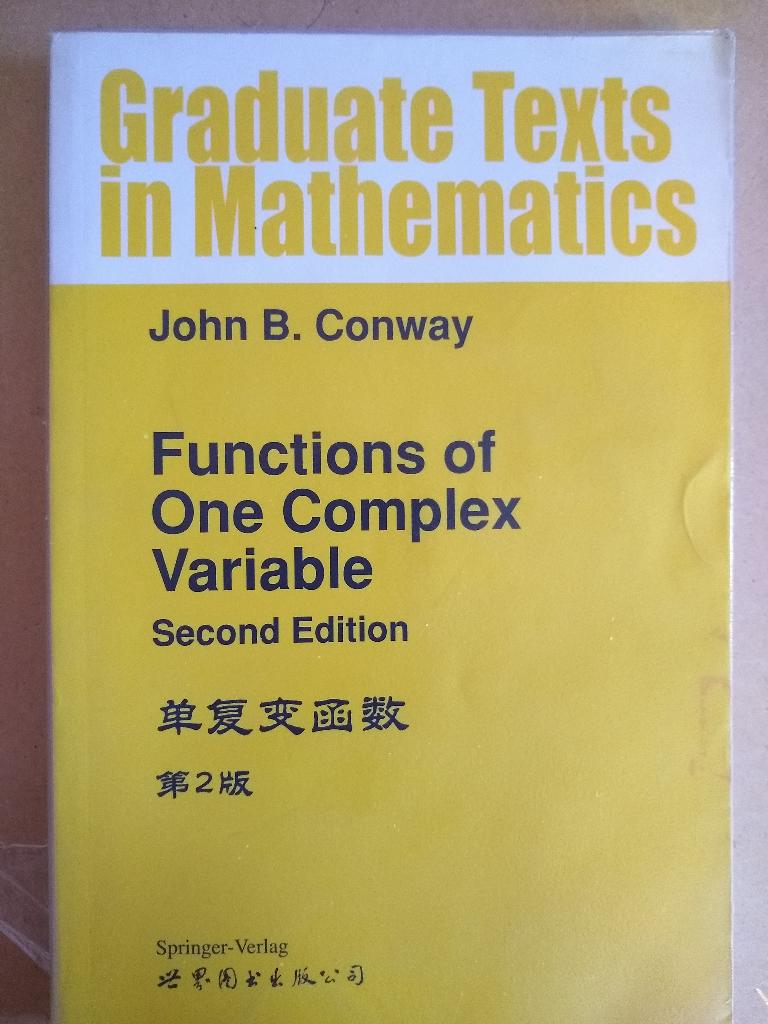 Graduate Texts
in Mathematics
John B. Conway
Functions of
One Complex
Variable
Second Edition
单复变函数
第2版
Springer-Verlag
世界图书出版公司